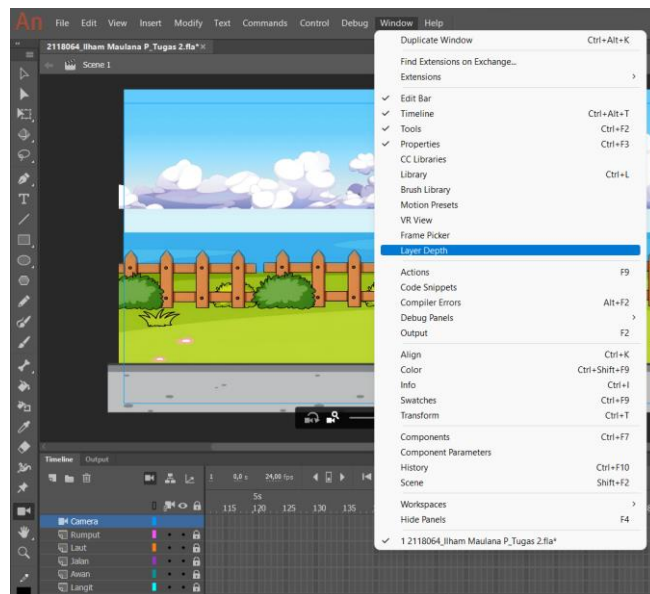 An File Edit View Insert Modify Text Commands Control Debug Window Help
2118064_Ilham Maulana P_Tugas 2.fla*×
Scene 1
Duplicate Window Ctrl+Alt+K
Find Extensions on Exchange...
Extensions
Edit Bar
Timeline Ctrl+Alt+T
Tools Ctrl+F2
Properties Ctrl+F3
CC Libraries
Library Ctrl+L
Brush Library
Motion Presets
VR View
Frame Picker
Layer Depth
Actions F9
Code Snippets
Compiler Errors Alt+F2
Debug Panels
Output F2
Align Ctrl+K
Color Ctrl+Shift+F9
Info Ctrl+I
Swatches Ctrl+F9
Transform Ctrl+T
Components Ctrl+F7
Component Parameters
History Ctrl+F10
Scene Shift+F2
Workspaces
Hide Panels F4
1 2118064_Ilham Maulana P_Tugas 2.fla*
Timeline Output
1 0,0 s 24,00 fps
5s
115 120 125 130 135
Camera
Rumput
Laut
Jalan
Awan
Langit